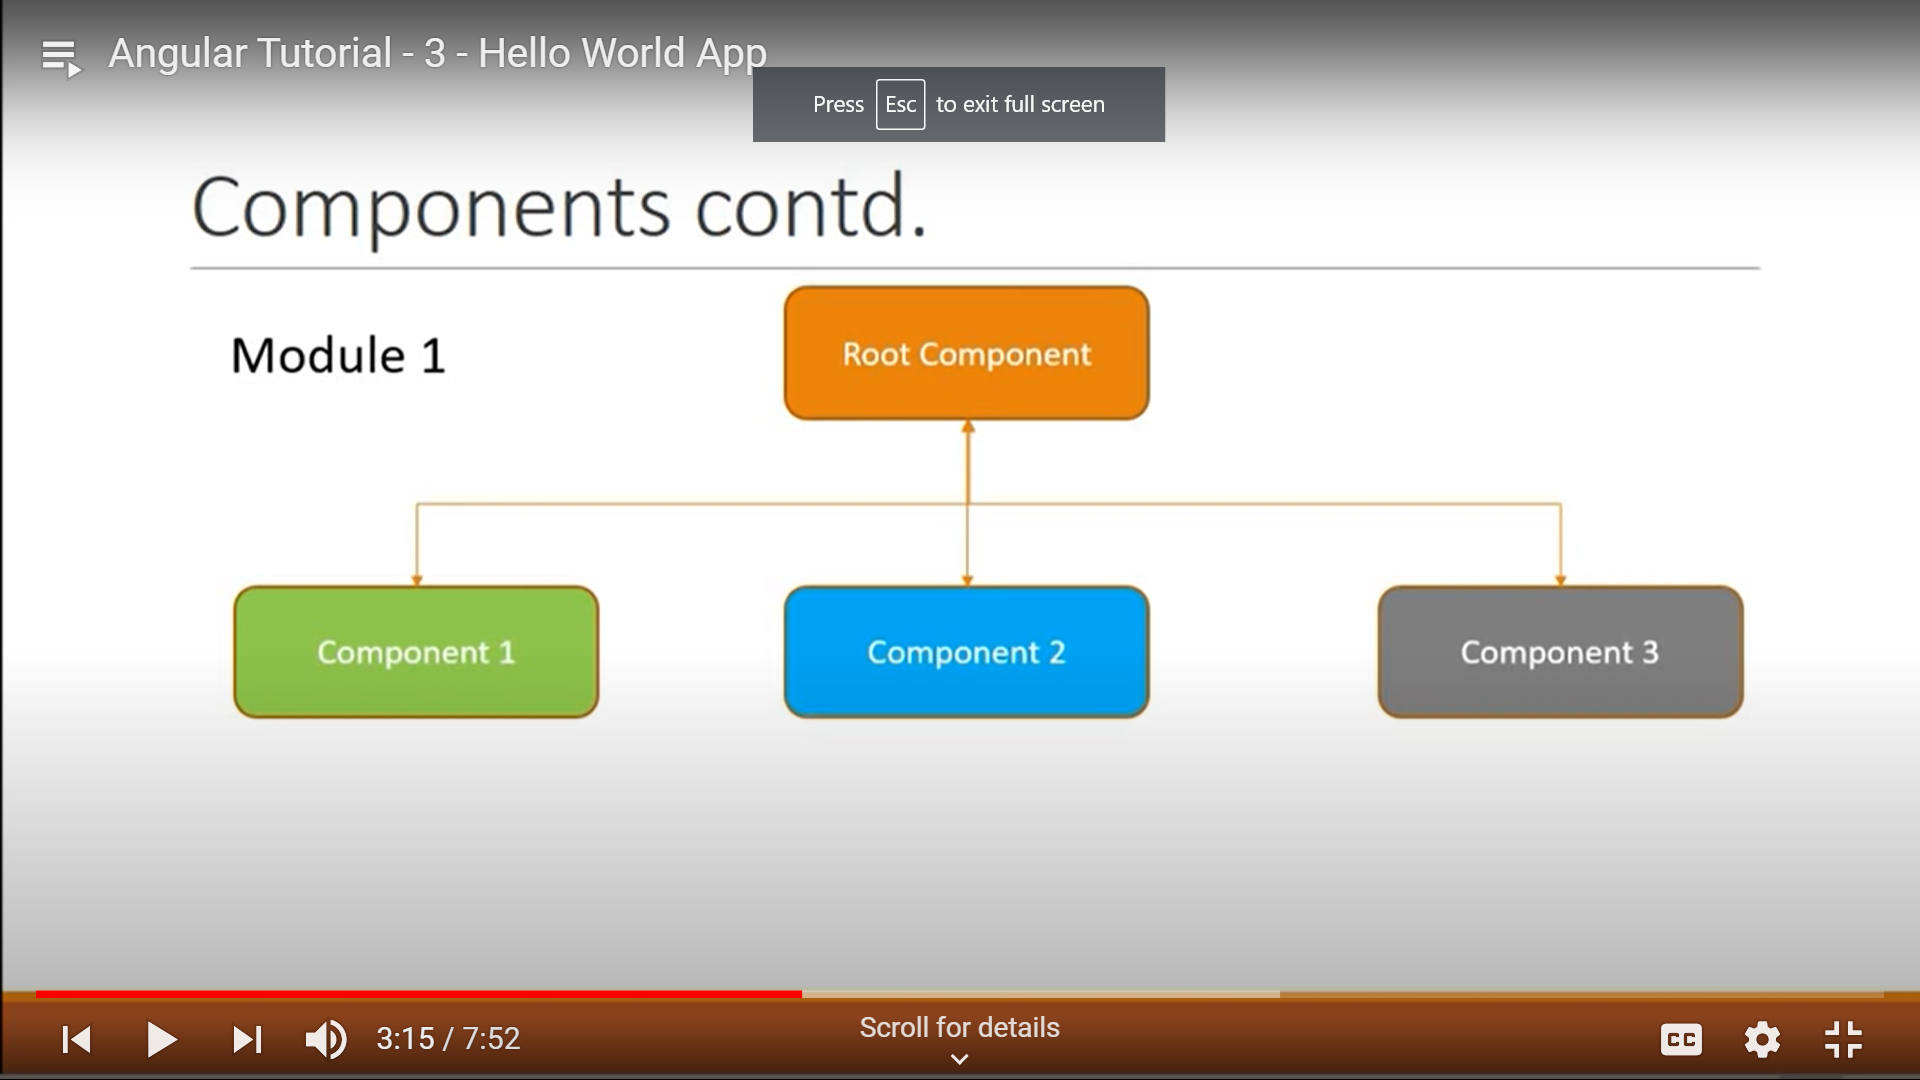 Angular Tutorial - 3 - Hello World App
Press Esc to exit full screen
Components contd.
Module 1
Root Component
Component 1
Component 2
Component 3
3:15 / 7:52
Scroll for details
CC